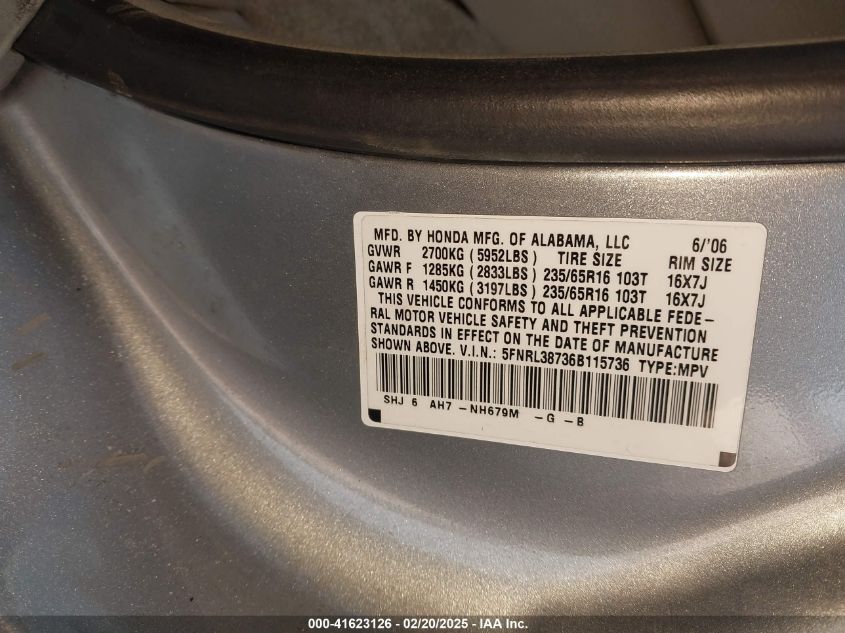 MFD. BY HONDA MFG. OF ALABAMA, LLC 6/'06
GVWR 2700KG (5952LBS) TIRE SIZE RIM SIZE
GAWR F 1285KG (2833LBS) 235/65R16 103T 16X7J
GAWR R 1450KG (3197LBS) 235/65R16 103T 16X7J
THIS VEHICLE CONFORMS TO ALL APPLICABLE FEDE-
RAL MOTOR VEHICLE SAFETY AND THEFT PREVENTION
STANDARDS IN EFFECT ON THE DATE OF MANUFACTURE
SHOWN ABOVE. V.I.N.: 5FNRL38736B115736 TYPE:MPV
SHJ 6 AH7 -NH679M -G -B
000-41623126 - 02/20/2025 - IAA, Inc.